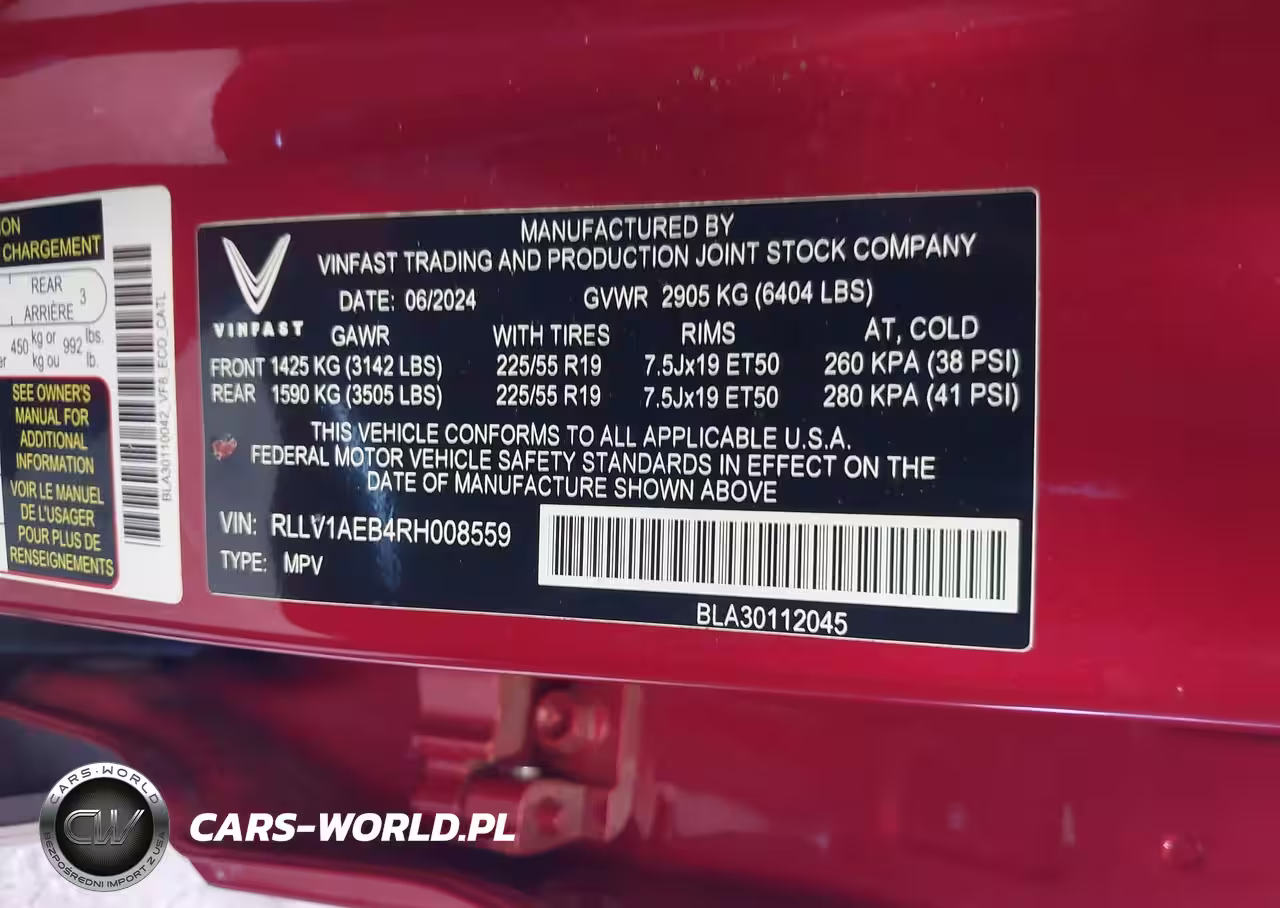 ON
CHARGEMENT
REAR
ARRIÈRE 3
450 kg or 992 lbs.
kg ou lb.
SEE OWNER'S
MANUAL FOR
ADDITIONAL
INFORMATION
VOIR LE MANUEL
DE L'USAGER
POUR PLUS DE
RENSEIGNEMENTS
BLA30110042_VF8_ECO_CATL
VINFAST
MANUFACTURED BY
VINFAST TRADING AND PRODUCTION JOINT STOCK COMPANY
DATE: 06/2024 GVWR 2905 KG (6404 LBS)
GAWR WITH TIRES RIMS AT, COLD
FRONT 1425 KG (3142 LBS) 225/55 R19 7.5Jx19 ET50 260 KPA (38 PSI)
REAR 1590 KG (3505 LBS) 225/55 R19 7.5Jx19 ET50 280 KPA (41 PSI)
THIS VEHICLE CONFORMS TO ALL APPLICABLE U.S.A.
FEDERAL MOTOR VEHICLE SAFETY STANDARDS IN EFFECT ON THE
DATE OF MANUFACTURE SHOWN ABOVE
VIN: RLLV1AEB4RH008559
TYPE: MPV
BLA30112045
CARS-WORLD
CW
BEZPOŚREDNI IMPORT Z USA
CARS-WORLD.PL